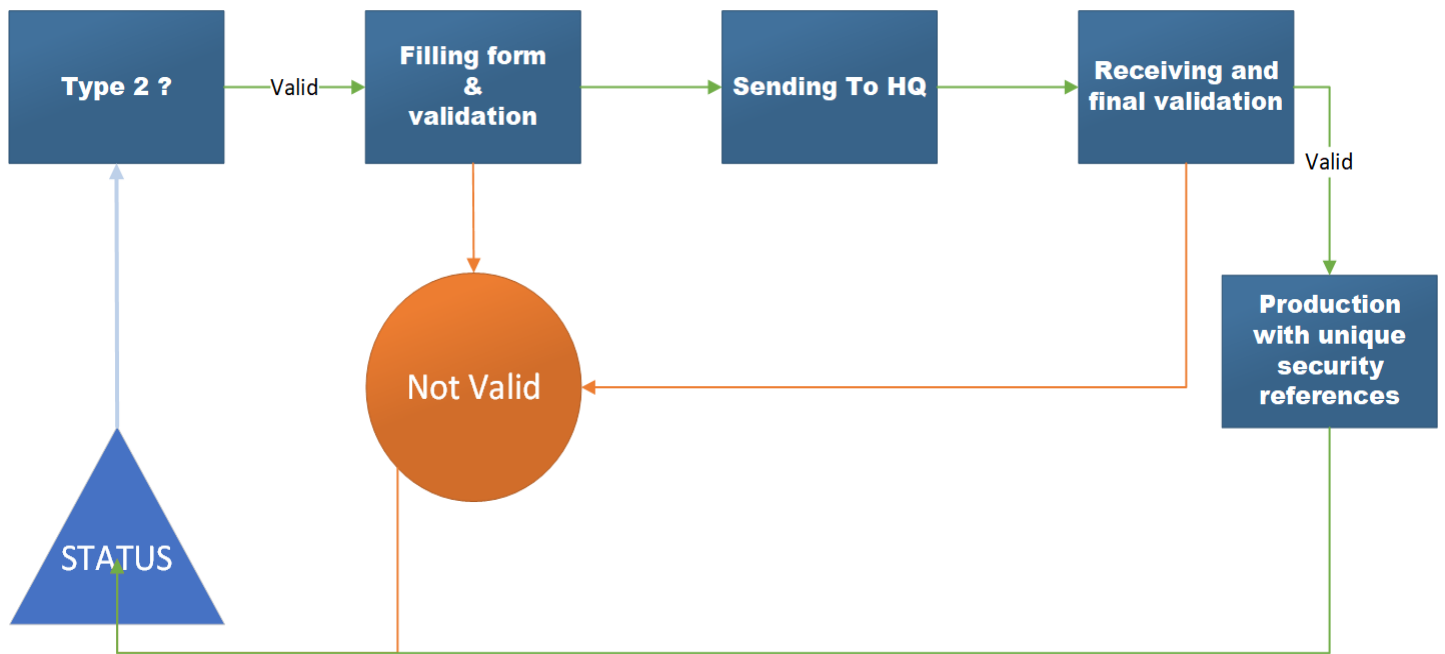 Type 2 ?
Valid
Filling form
&
validation
Sending To HQ
Receiving and
final validation
Valid
Production
with unique
security
references
Not Valid
STATUS